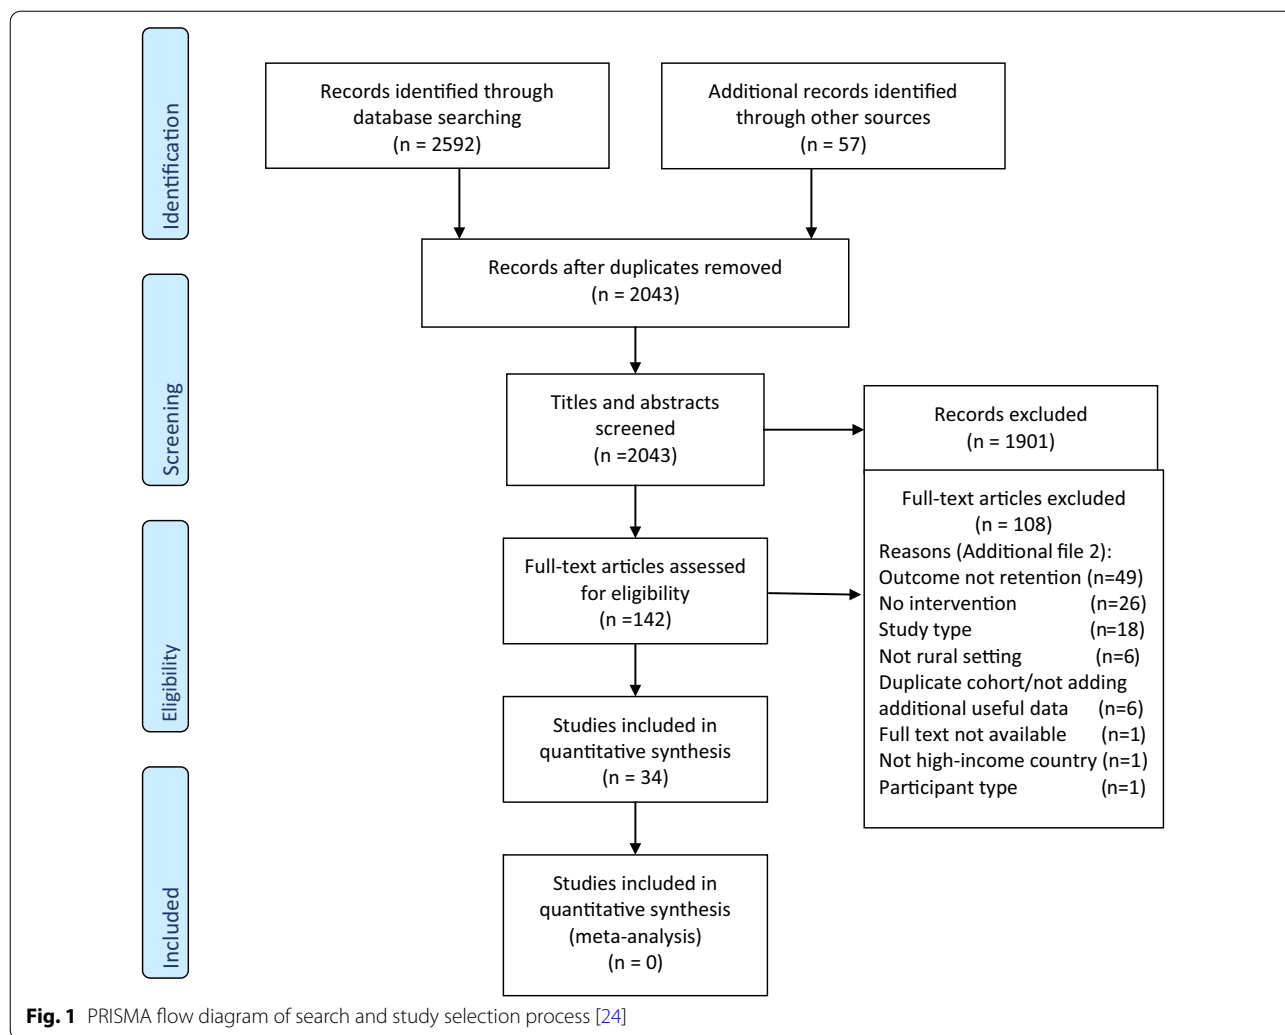 Identification
Records identified through
database searching
(n = 2592)
Additional records identified
through other sources
(n = 57)
Records after duplicates removed
(n = 2043)
Screening
Titles and abstracts
screened
(n =2043)
Records excluded
(n = 1901)
Full-text articles excluded
(n = 108)
Reasons (Additional file 2):
Outcome not retention (n=49)
No intervention (n=26)
Study type (n=18)
Not rural setting (n=6)
Duplicate cohort/not adding
additional useful data (n=6)
Full text not available (n=1)
Not high-income country (n=1)
Participant type (n=1)
Eligibility
Full-text articles assessed
for eligibility
(n =142)
Studies included in
quantitative synthesis
(n = 34)
Included
Studies included in
quantitative synthesis
(meta-analysis)
(n = 0)
Fig. 1 PRISMA flow diagram of search and study selection process [24]